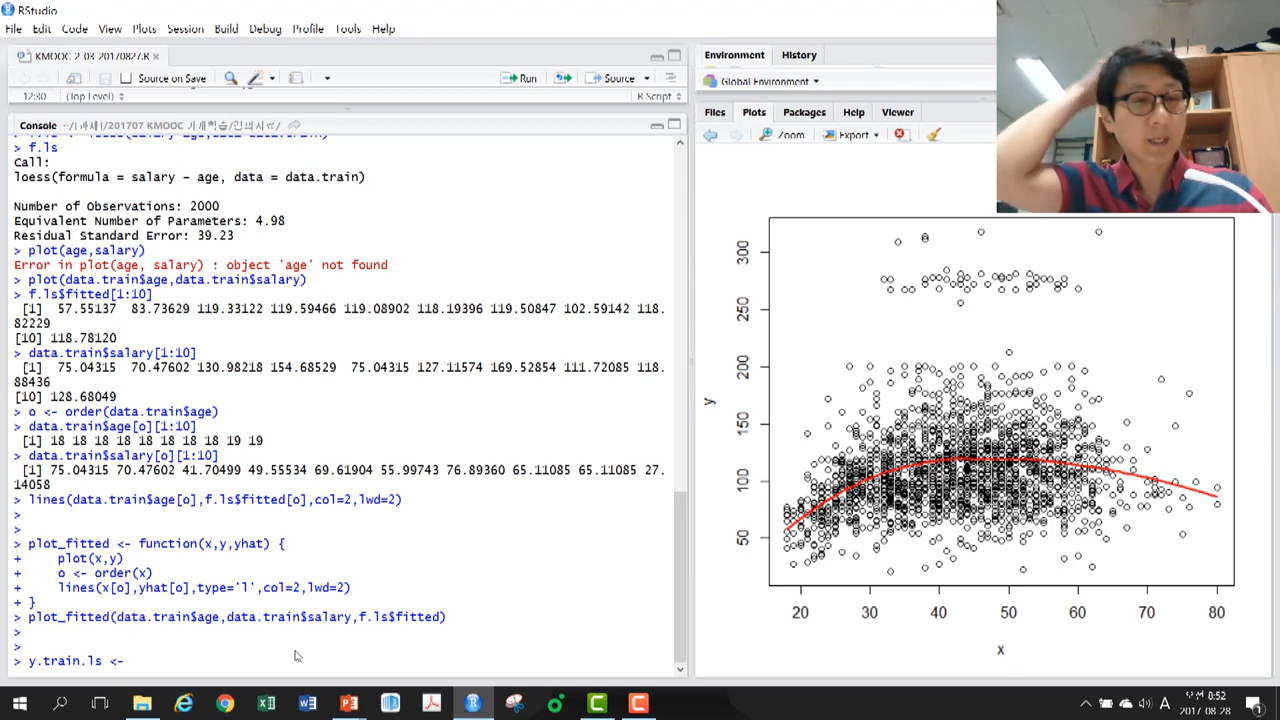 RStudio
File Edit Code View Plots Session Build Debug Profile Tools Help
KMOOC-2-03-20170827.R
Source on Save
Run
Source
12:30 (Top Level) R Script
Console
> f.ls
Call:
loess(formula = salary ~ age, data = data.train)
Number of Observations: 2000
Equivalent Number of Parameters: 4.98
Residual Standard Error: 39.23
> plot(age,salary)
Error in plot(age, salary) : object 'age' not found
> plot(data.train$age,data.train$salary)
> f.ls$fitted[1:10]
[1] 57.55137 83.73629 119.33122 119.59466 119.08902 118.19396 119.50847 102.59142 118.
82229
[10] 118.78120
> data.train$salary[1:10]
[1] 75.04315 70.47602 130.98218 154.68529 75.04315 127.11574 169.52854 111.72085 118.
88436
[10] 128.68049
> o <- order(data.train$age)
> data.train$age[o][1:10]
[1] 18 18 18 18 18 18 18 18 19 19
> data.train$salary[o][1:10]
[1] 75.04315 70.47602 41.70499 49.55534 69.61904 55.99743 76.89360 65.11085 65.11085 27.
14058
> lines(data.train$age[o],f.ls$fitted[o],col=2,lwd=2)
>
>
> plot_fitted <- function(x,y,yhat) {
+ plot(x,y)
+ o <- order(x)
+ lines(x[o],yhat[o],type='l',col=2,lwd=2)
+ }
> plot_fitted(data.train$age,data.train$salary,f.ls$fitted)
>
>
> y.train.ls <-
Environment History
Global Environment
Files Plots Packages Help Viewer
Zoom Export
300
250
200
150
100
50
y
20 30 40 50 60 70 80
x
A
8:52
2017-08-28